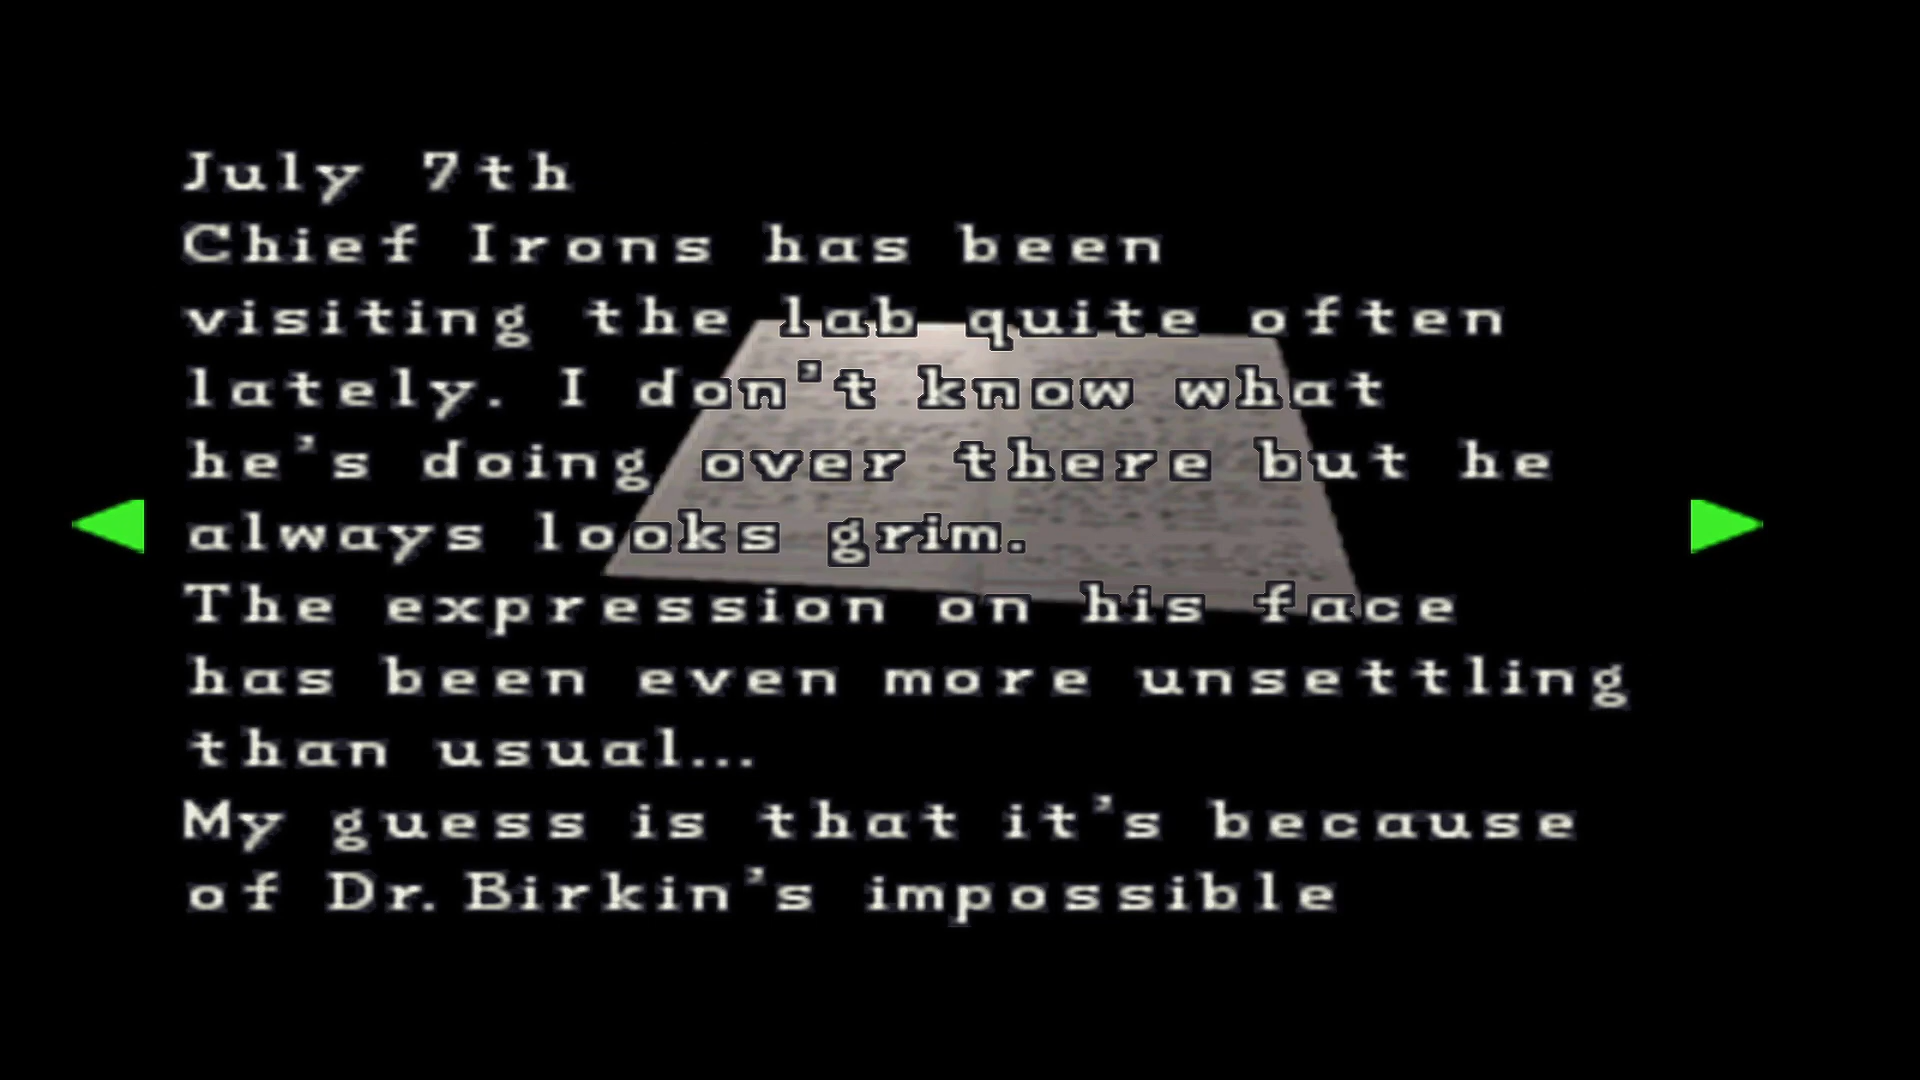 July 7th
Chief Irons has been
visiting the lab quite often
lately. I don't know what
he's doing over there but he
always looks grim.
The expression on his face
has been even more unsettling
than usual...
My guess is that it's because
of Dr.Birkin's impossible